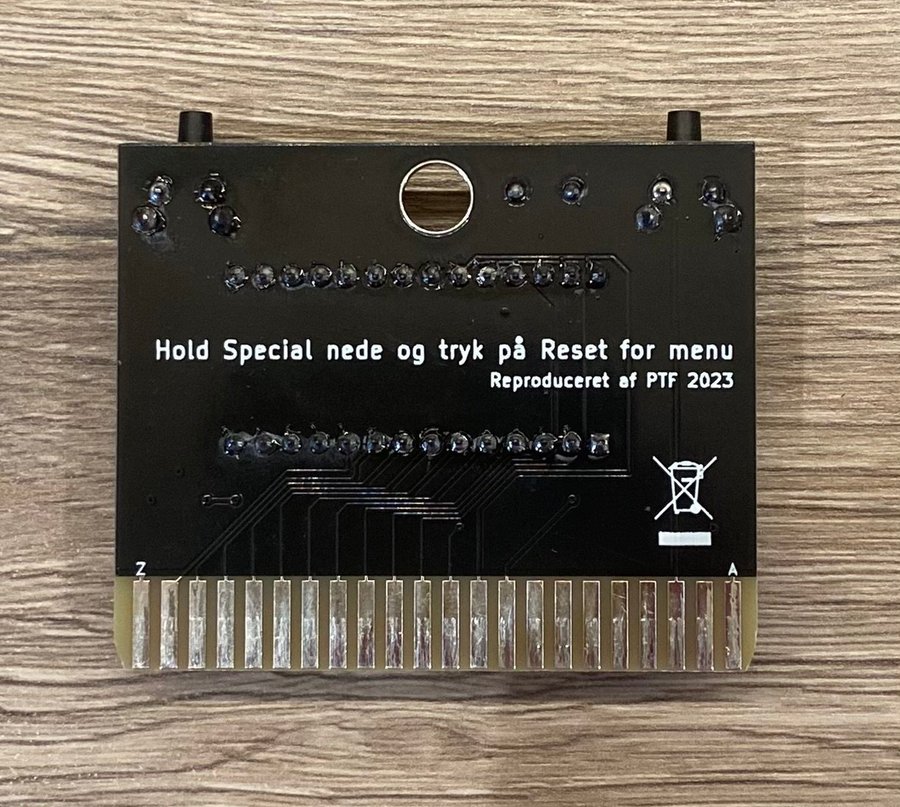 Hold Special nede og tryk på Reset for menu
Reproduceret af PTF 2023
Z A